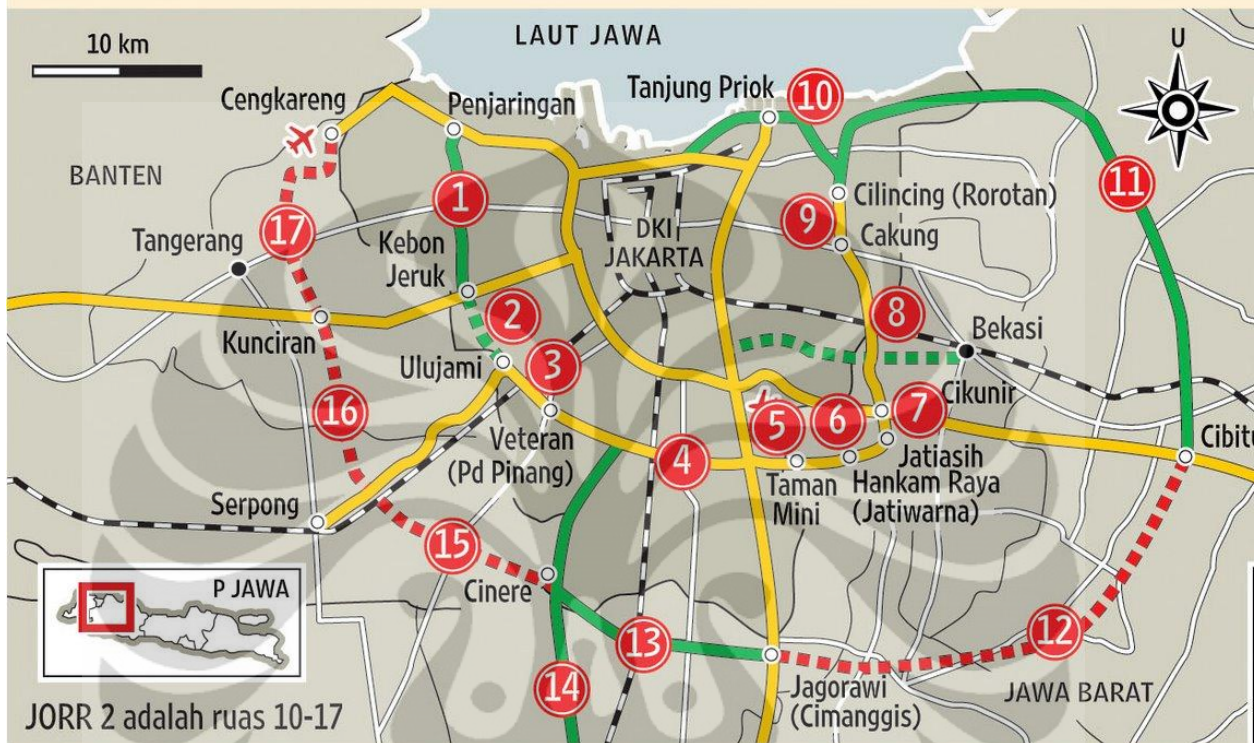 LAUT JAWA
U
10 km
Cengkareng
Penjaringan
Tanjung Priok
10
BANTEN
1
11
17
Cilincing (Rorotan)
9
Cakung
Tangerang
Kebon
Jeruk
DKI
JAKARTA
2
8
Bekasi
Kunciran
Ulujami
3
16
5
6
7
Cikunir
Veteran
(Pd Pinang)
4
Taman
Mini
Jatiasih
Hankam Raya
(Jatiwarna)
Cibitu
Serpong
15
Cinere
P JAWA
13
12
14
Jagorawi
(Cimanggis)
JAWA BARAT
JORR 2 adalah ruas 10-17